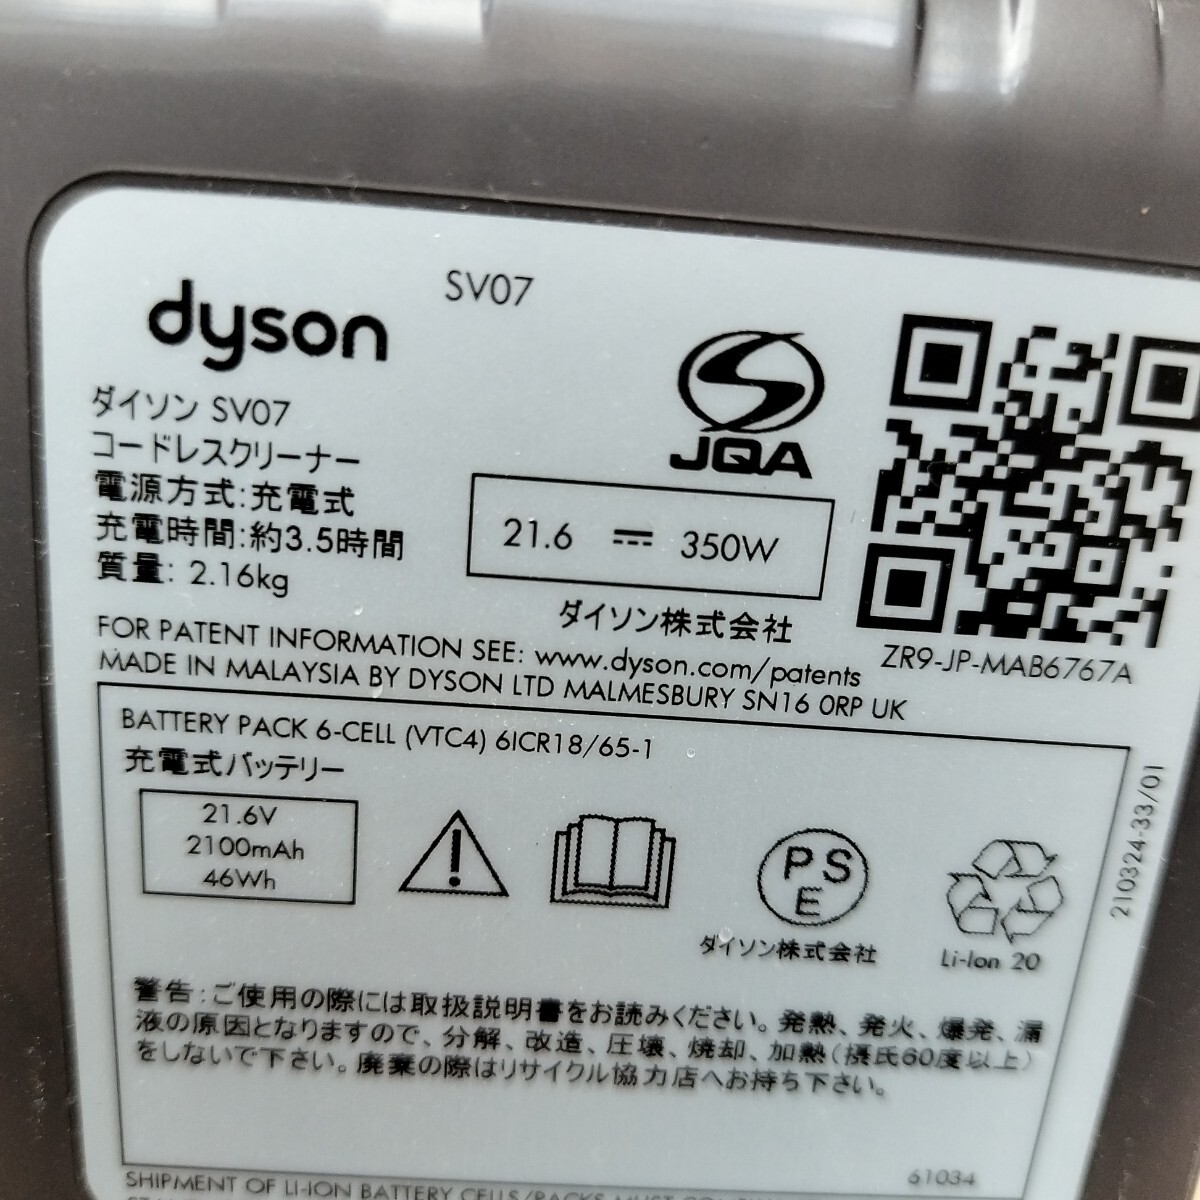 dyson
SV07
ダイソン SV07
コードレスクリーナー
電源方式:充電式
充電時間:約3.5時間
質量: 2.16kg
JQA
21.6 ⎓ 350W
ダイソン株式会社
ZR9-JP-MAB6767A
FOR PATENT INFORMATION SEE: www.dyson.com/patents
MADE IN MALAYSIA BY DYSON LTD MALMESBURY SN16 0RP UK
BATTERY PACK 6-CELL (VTC4) 6ICR18/65-1
充電式バッテリー
21.6V
2100mAh
46Wh
PS
E
ダイソン株式会社
Li-Ion 20
210324-33/01
警告:ご使用の際には取扱説明書をお読みください。発熱、発火、爆発、漏
液の原因となりますので、分解、改造、圧壊、焼却、加熱(摂氏60度以上)
をしないで下さい。廃棄の際はリサイクル協力店へお持ち下さい。
61034
SHIPMENT OF LI-ION BATTERY CELLS/PACKS MUST